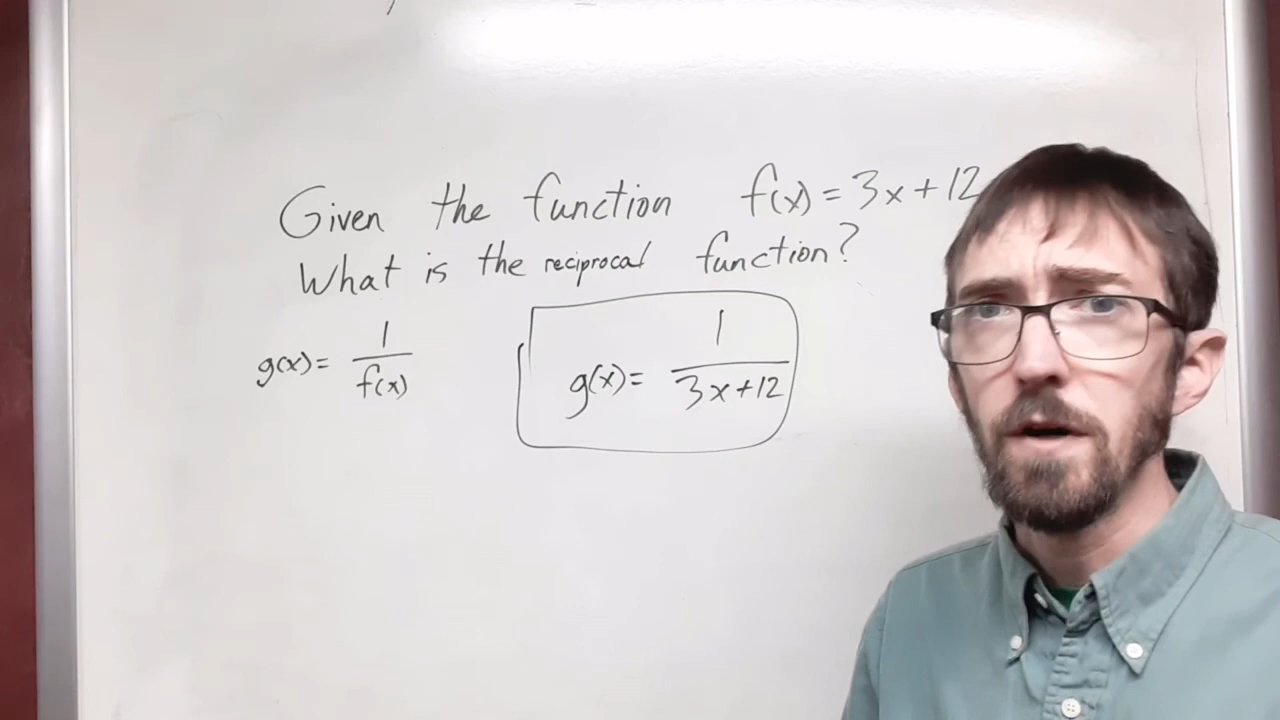 Given the function f(x) = 3x + 12
What is the reciprocal function?
g(x) = 1/f(x) g(x) = 1/(3x + 12)